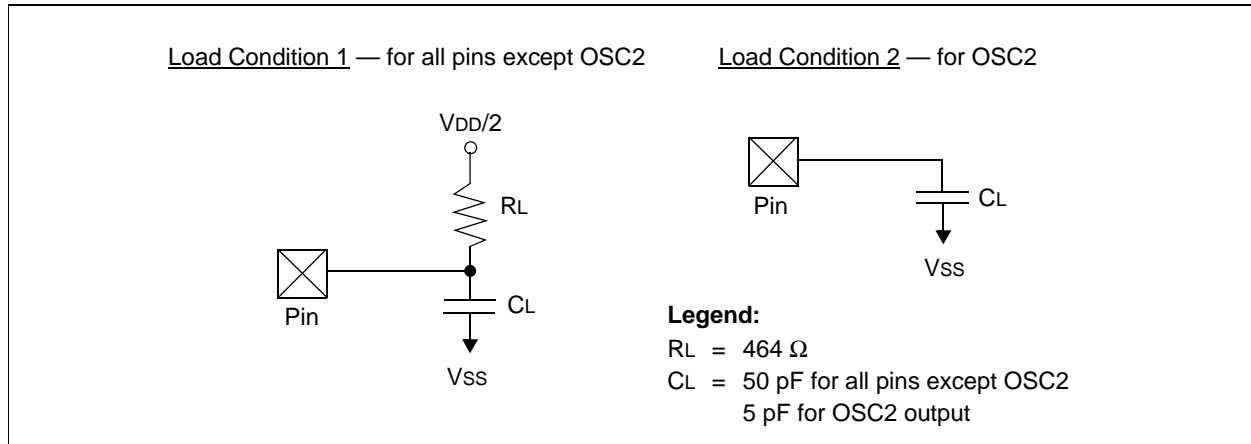 Load Condition 1 — for all pins except OSC2
VDD/2
RL
Pin
CL
VSS
Load Condition 2 — for OSC2
Pin
CL
VSS
Legend:
RL = 464 Ω
CL = 50 pF for all pins except OSC2
5 pF for OSC2 output